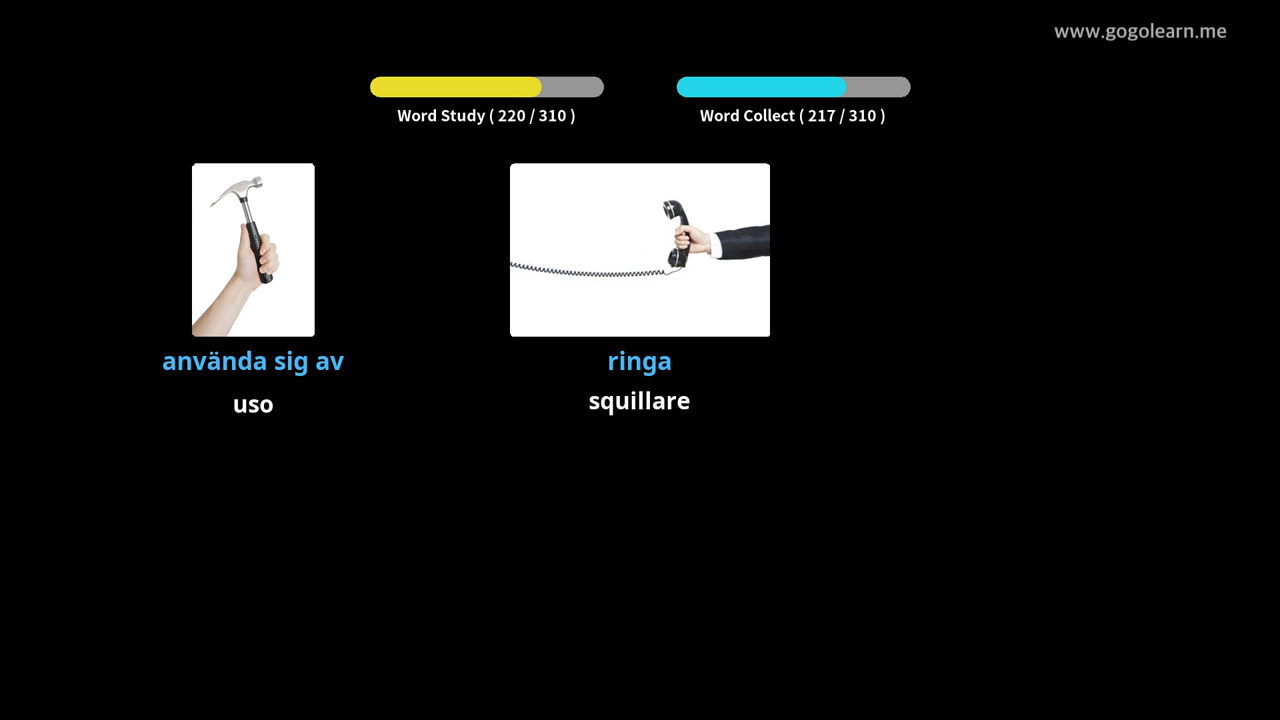 www.gogolearn.me
Word Study ( 220 / 310 )
Word Collect ( 217 / 310 )
använda sig av
uso
ringa
squillare